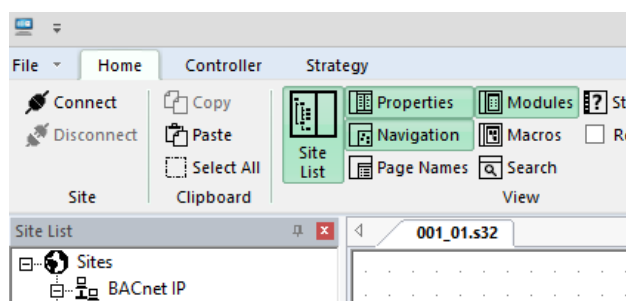 File Home Controller Strategy
Connect Copy Properties Modules St
Disconnect Paste Navigation Macros
Site List Select All Page Names Search
Site Clipboard View
Site List 001_01.s32
Sites
BACnet IP